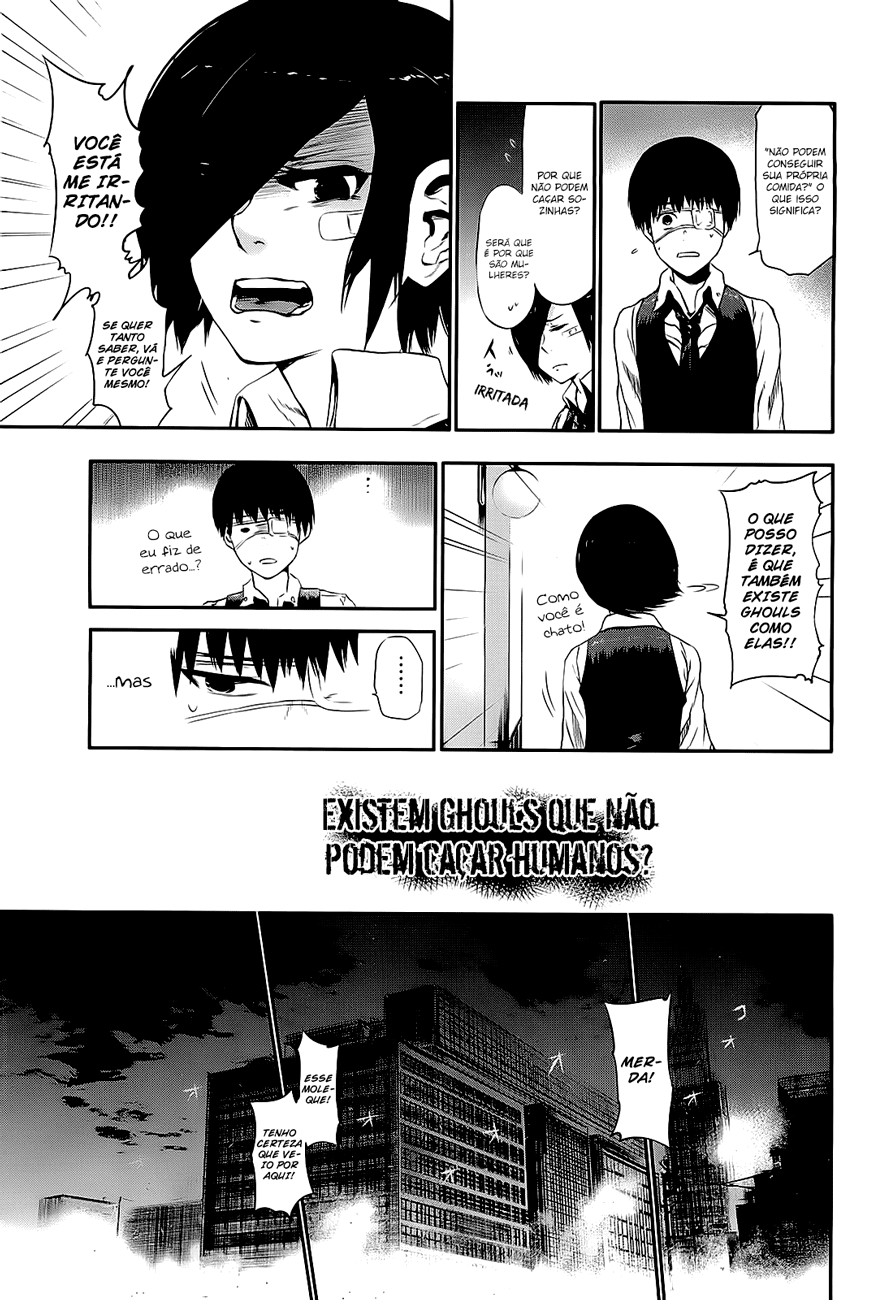 "NÃO PODEM
CONSEGUIR
SUA PRÓPRIA
COMIDA?" O
QUE ISSO
SIGNIFICA?
POR QUE
NÃO PODEM
CAÇAR SO-
ZINHAS?
SERÁ QUE
É POR QUE
SÃO MU-
LHERES?
IRRITADA
VOCÊ
ESTÁ
ME IR-
RITAN-
DO!!
SE QUER
TANTO
SABER, VÁ
E PERGUN-
TE VOCÊ
MESMO!
O QUE
POSSO
DIZER,
É QUE
TAMBÉM
EXISTE
GHOULS
COMO
ELAS!!
Como
você é
chato!
...
O que
eu fiz de
errado...?
......
...mas
EXISTEM GHOULS QUE NÃO
PODEM CAÇAR HUMANOS?
MER-
DA!
ESSE
MOLE-
QUE!
TENHO
CERTEZA
QUE VE-
IO POR
AQUI!